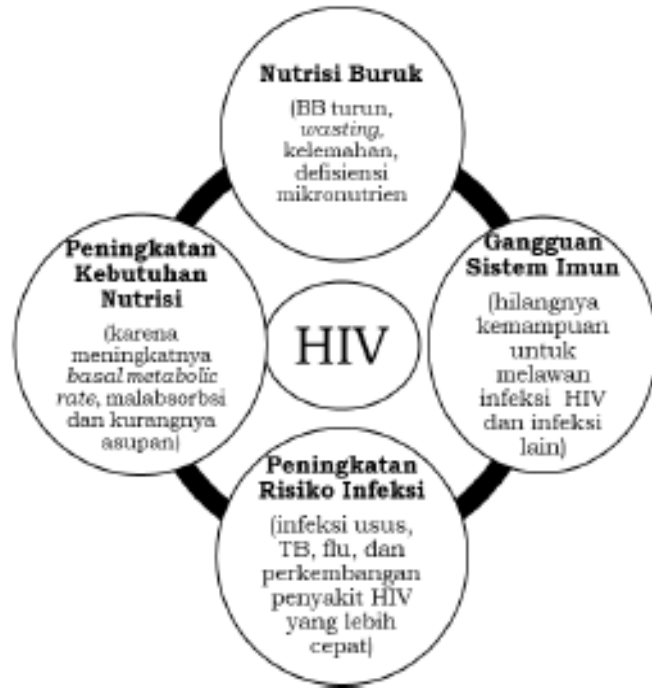 Nutrisi Buruk
(BB turun,
wasting,
kelemahan,
defisiensi
mikronutrien
Peningkatan
Kebutuhan
Nutrisi
(karena
meningkatnya
basal metabolic
rate, malabsorbsi
dan kurangnya
asupan)
HIV
Gangguan
Sistem Imun
(hilangnya
kemampuan
untuk
melawan
infeksi HIV
dan infeksi
lain)
Peningkatan
Risiko Infeksi
(infeksi usus,
TB, flu, dan
perkembangan
penyakit HIV
yang lebih
cepat)